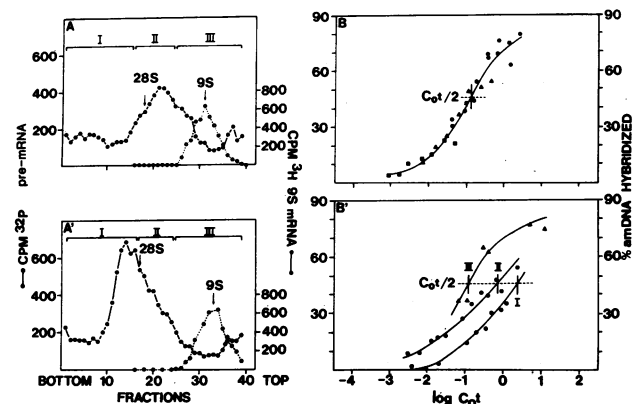 A
I II III
28S
9S
600
400
200
800
600
400
200
pre-mRNA
CPM ³H 9S mRNA
A'
I II III
28S
9S
600
400
200
800
600
400
200
CPM ³²P
BOTTOM 10 20 30 40 TOP
FRACTIONS
B
90
60
30
90
60
30
C₀t/2
% amDNA HYBRIDIZED
B'
90
60
30
90
60
30
C₀t/2
III II I
-4 -3 -2 -1 0 1 2
log C₀t